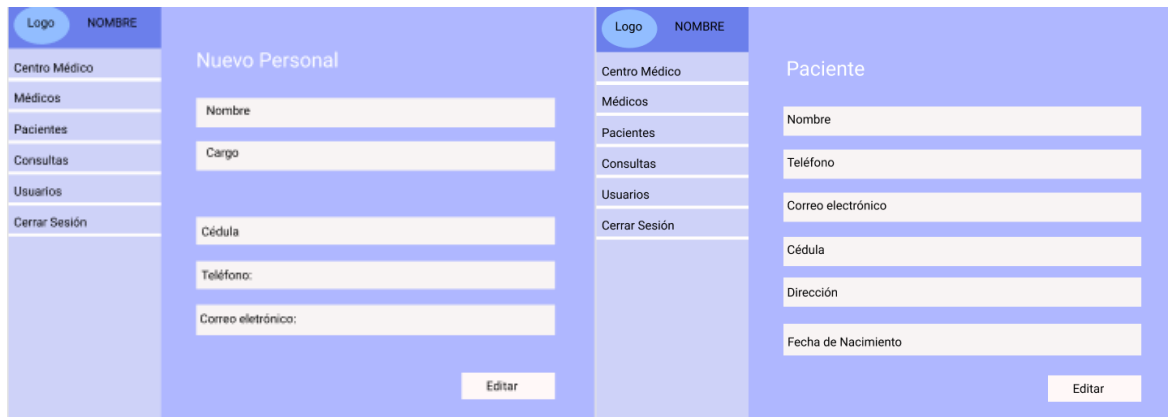 Logo NOMBRE
Centro Médico
Médicos
Pacientes
Consultas
Usuarios
Cerrar Sesión
Nuevo Personal
Nombre
Cargo
Cédula
Teléfono:
Correo eletrónico:
Editar
Logo NOMBRE
Centro Médico
Médicos
Pacientes
Consultas
Usuarios
Cerrar Sesión
Paciente
Nombre
Teléfono
Correo electrónico
Cédula
Dirección
Fecha de Nacimiento
Editar